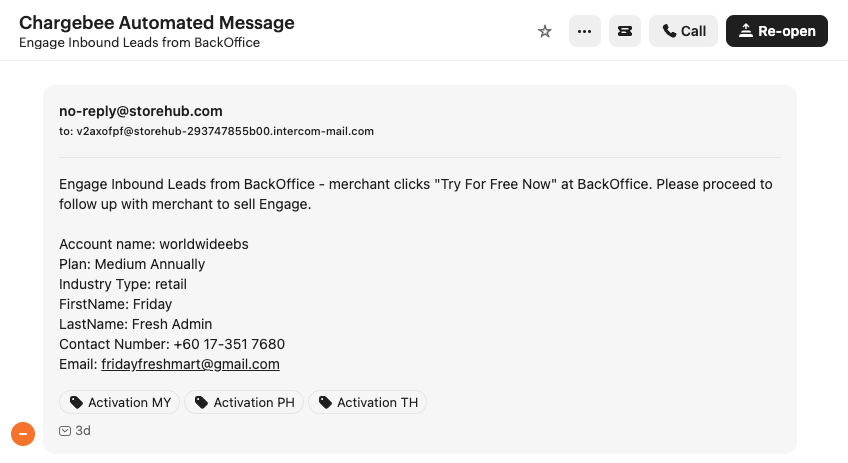 Chargebee Automated Message
Engage Inbound Leads from BackOffice
Call
Re-open
no-reply@storehub.com
to: v2axofpf@storehub-293747855b00.intercom-mail.com
Engage Inbound Leads from BackOffice - merchant clicks "Try For Free Now" at BackOffice. Please proceed to
follow up with merchant to sell Engage.
Account name: worldwideebs
Plan: Medium Annually
Industry Type: retail
FirstName: Friday
LastName: Fresh Admin
Contact Number: +60 17-351 7680
Email: fridayfreshmart@gmail.com
Activation MY
Activation PH
Activation TH
3d